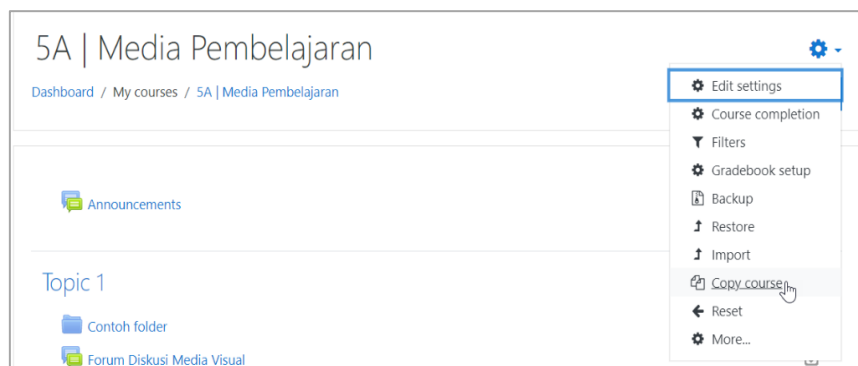 5A | Media Pembelajaran
Dashboard / My courses / 5A | Media Pembelajaran
Edit settings
Course completion
Filters
Gradebook setup
Backup
Restore
Import
Copy course
Reset
More...
Announcements
Topic 1
Contoh folder
Forum Diskusi Media Visual